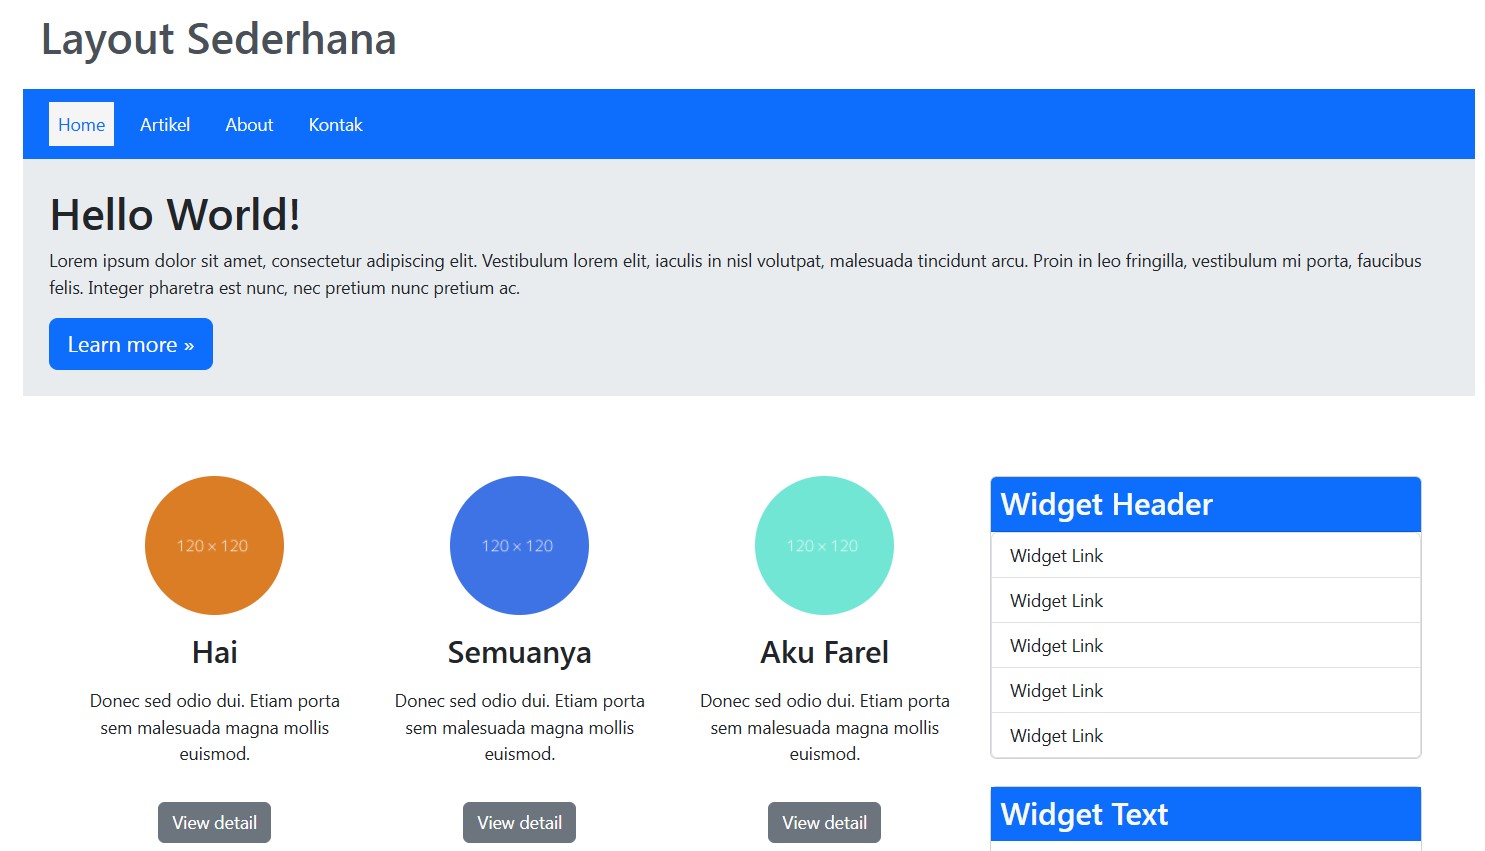 Layout Sederhana
Home Artikel About Kontak
Hello World!
Lorem ipsum dolor sit amet, consectetur adipiscing elit. Vestibulum lorem elit, iaculis in nisl volutpat, malesuada tincidunt arcu. Proin in leo fringilla, vestibulum mi porta, faucibus
felis. Integer pharetra est nunc, nec pretium nunc pretium ac.
Learn more »
120 × 120
Hai
Donec sed odio dui. Etiam porta
sem malesuada magna mollis
euismod.
View detail
120 × 120
Semuanya
Donec sed odio dui. Etiam porta
sem malesuada magna mollis
euismod.
View detail
120 × 120
Aku Farel
Donec sed odio dui. Etiam porta
sem malesuada magna mollis
euismod.
View detail
Widget Header
Widget Link
Widget Link
Widget Link
Widget Link
Widget Link
Widget Text